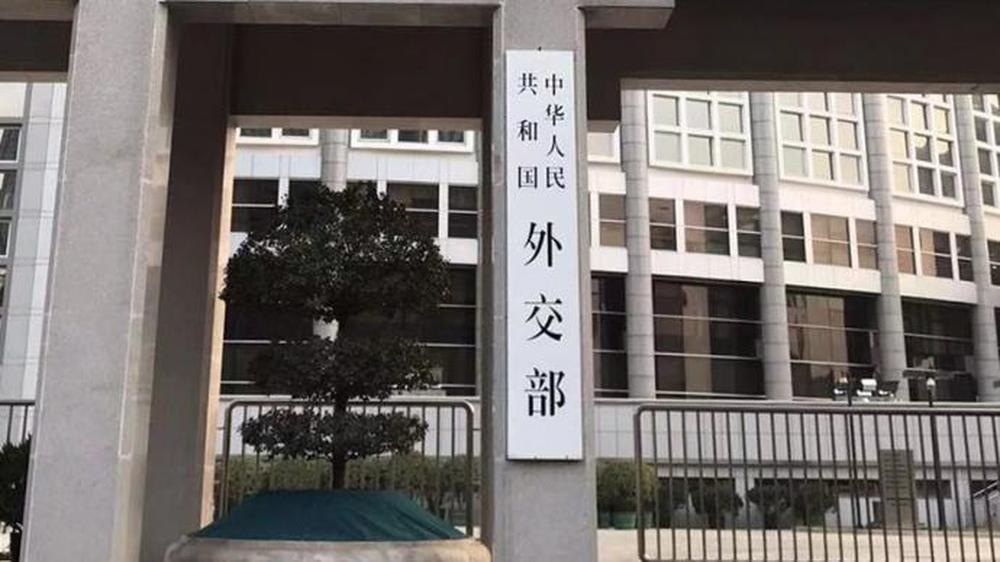 中华人民
共和国
外交部